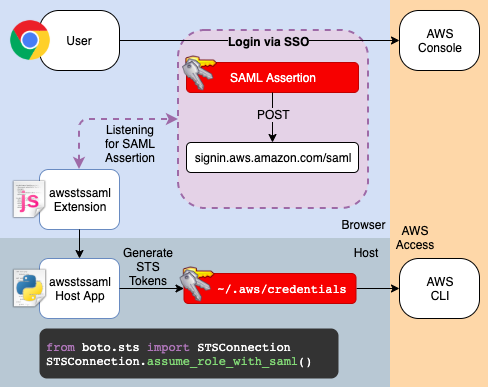 User
Login via SSO
AWS
Console
SAML Assertion
POST
signin.aws.amazon.com/saml
Listening
for SAML
Assertion
js
awsstssaml
Extension
Browser
AWS
Access
Host
awsstssaml
Host App
Generate
STS
Tokens
~/.aws/credentials
AWS
CLI
from boto.sts import STSConnection
STSConnection.assume_role_with_saml()